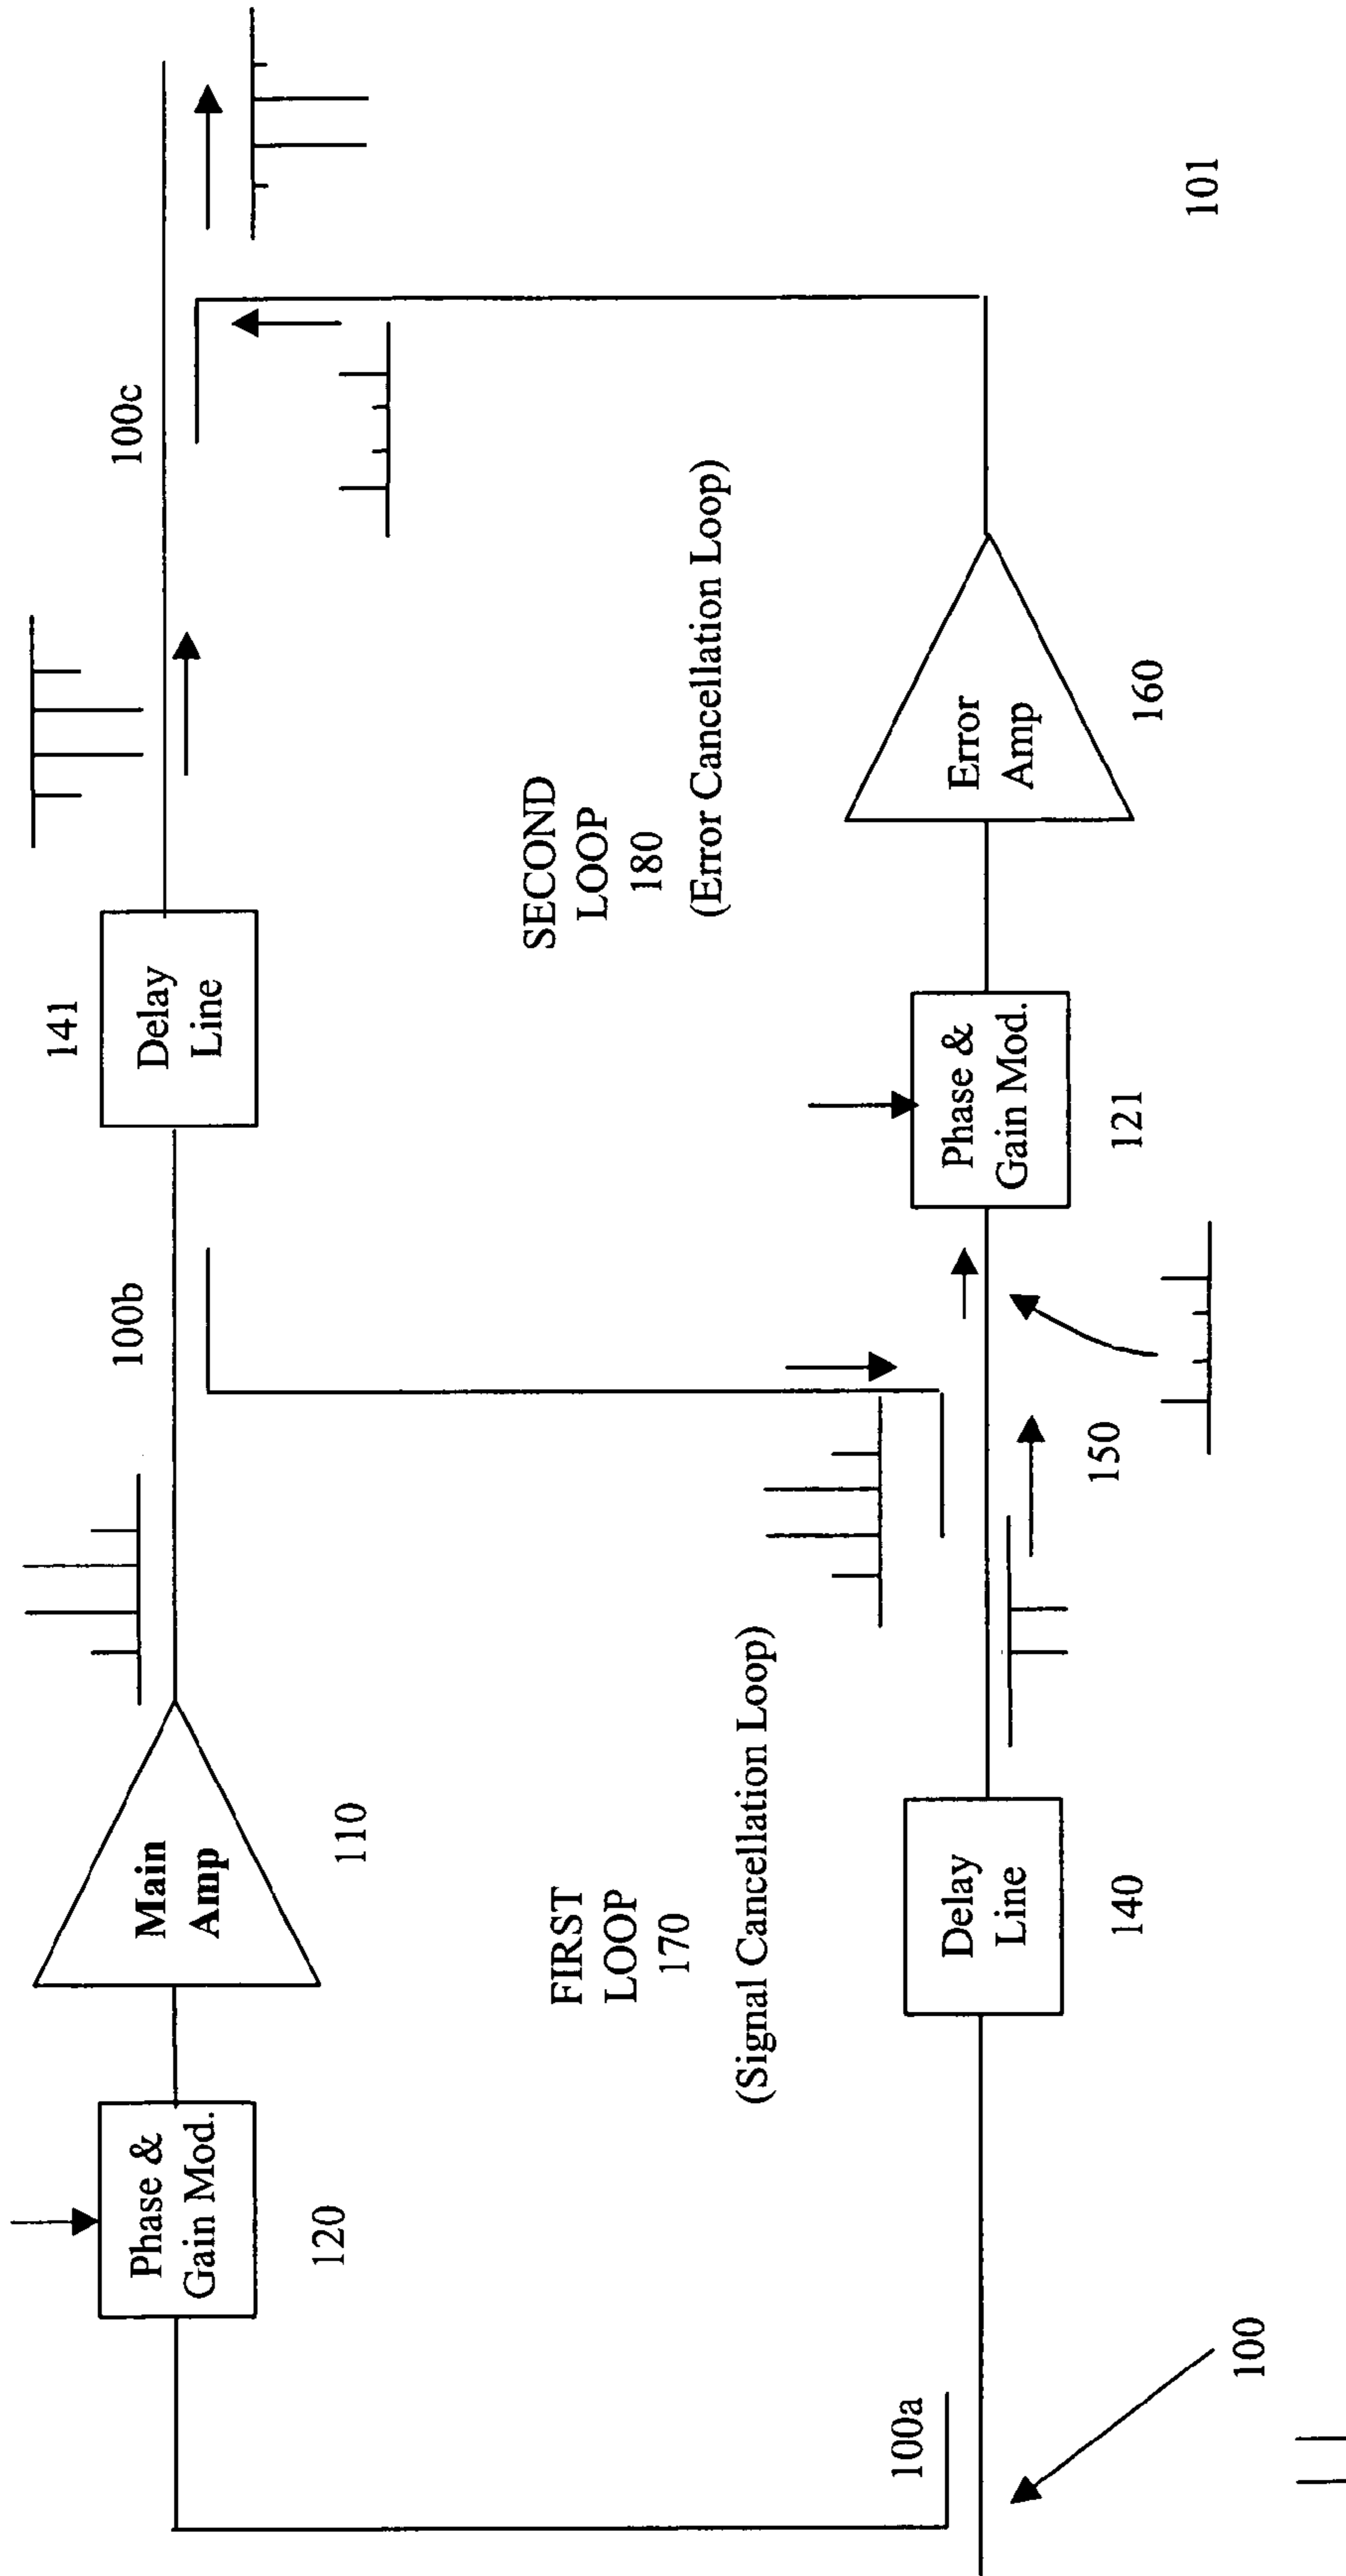 141
Delay
Line
100c
100b
Main
Amp
110
Phase &
Gain Mod.
120
FIRST
LOOP
170
(Signal Cancellation Loop)
SECOND
LOOP
180
(Error Cancellation Loop)
100a
100
Delay
Line
140
150
Phase &
Gain Mod.
121
Error
Amp
160
101